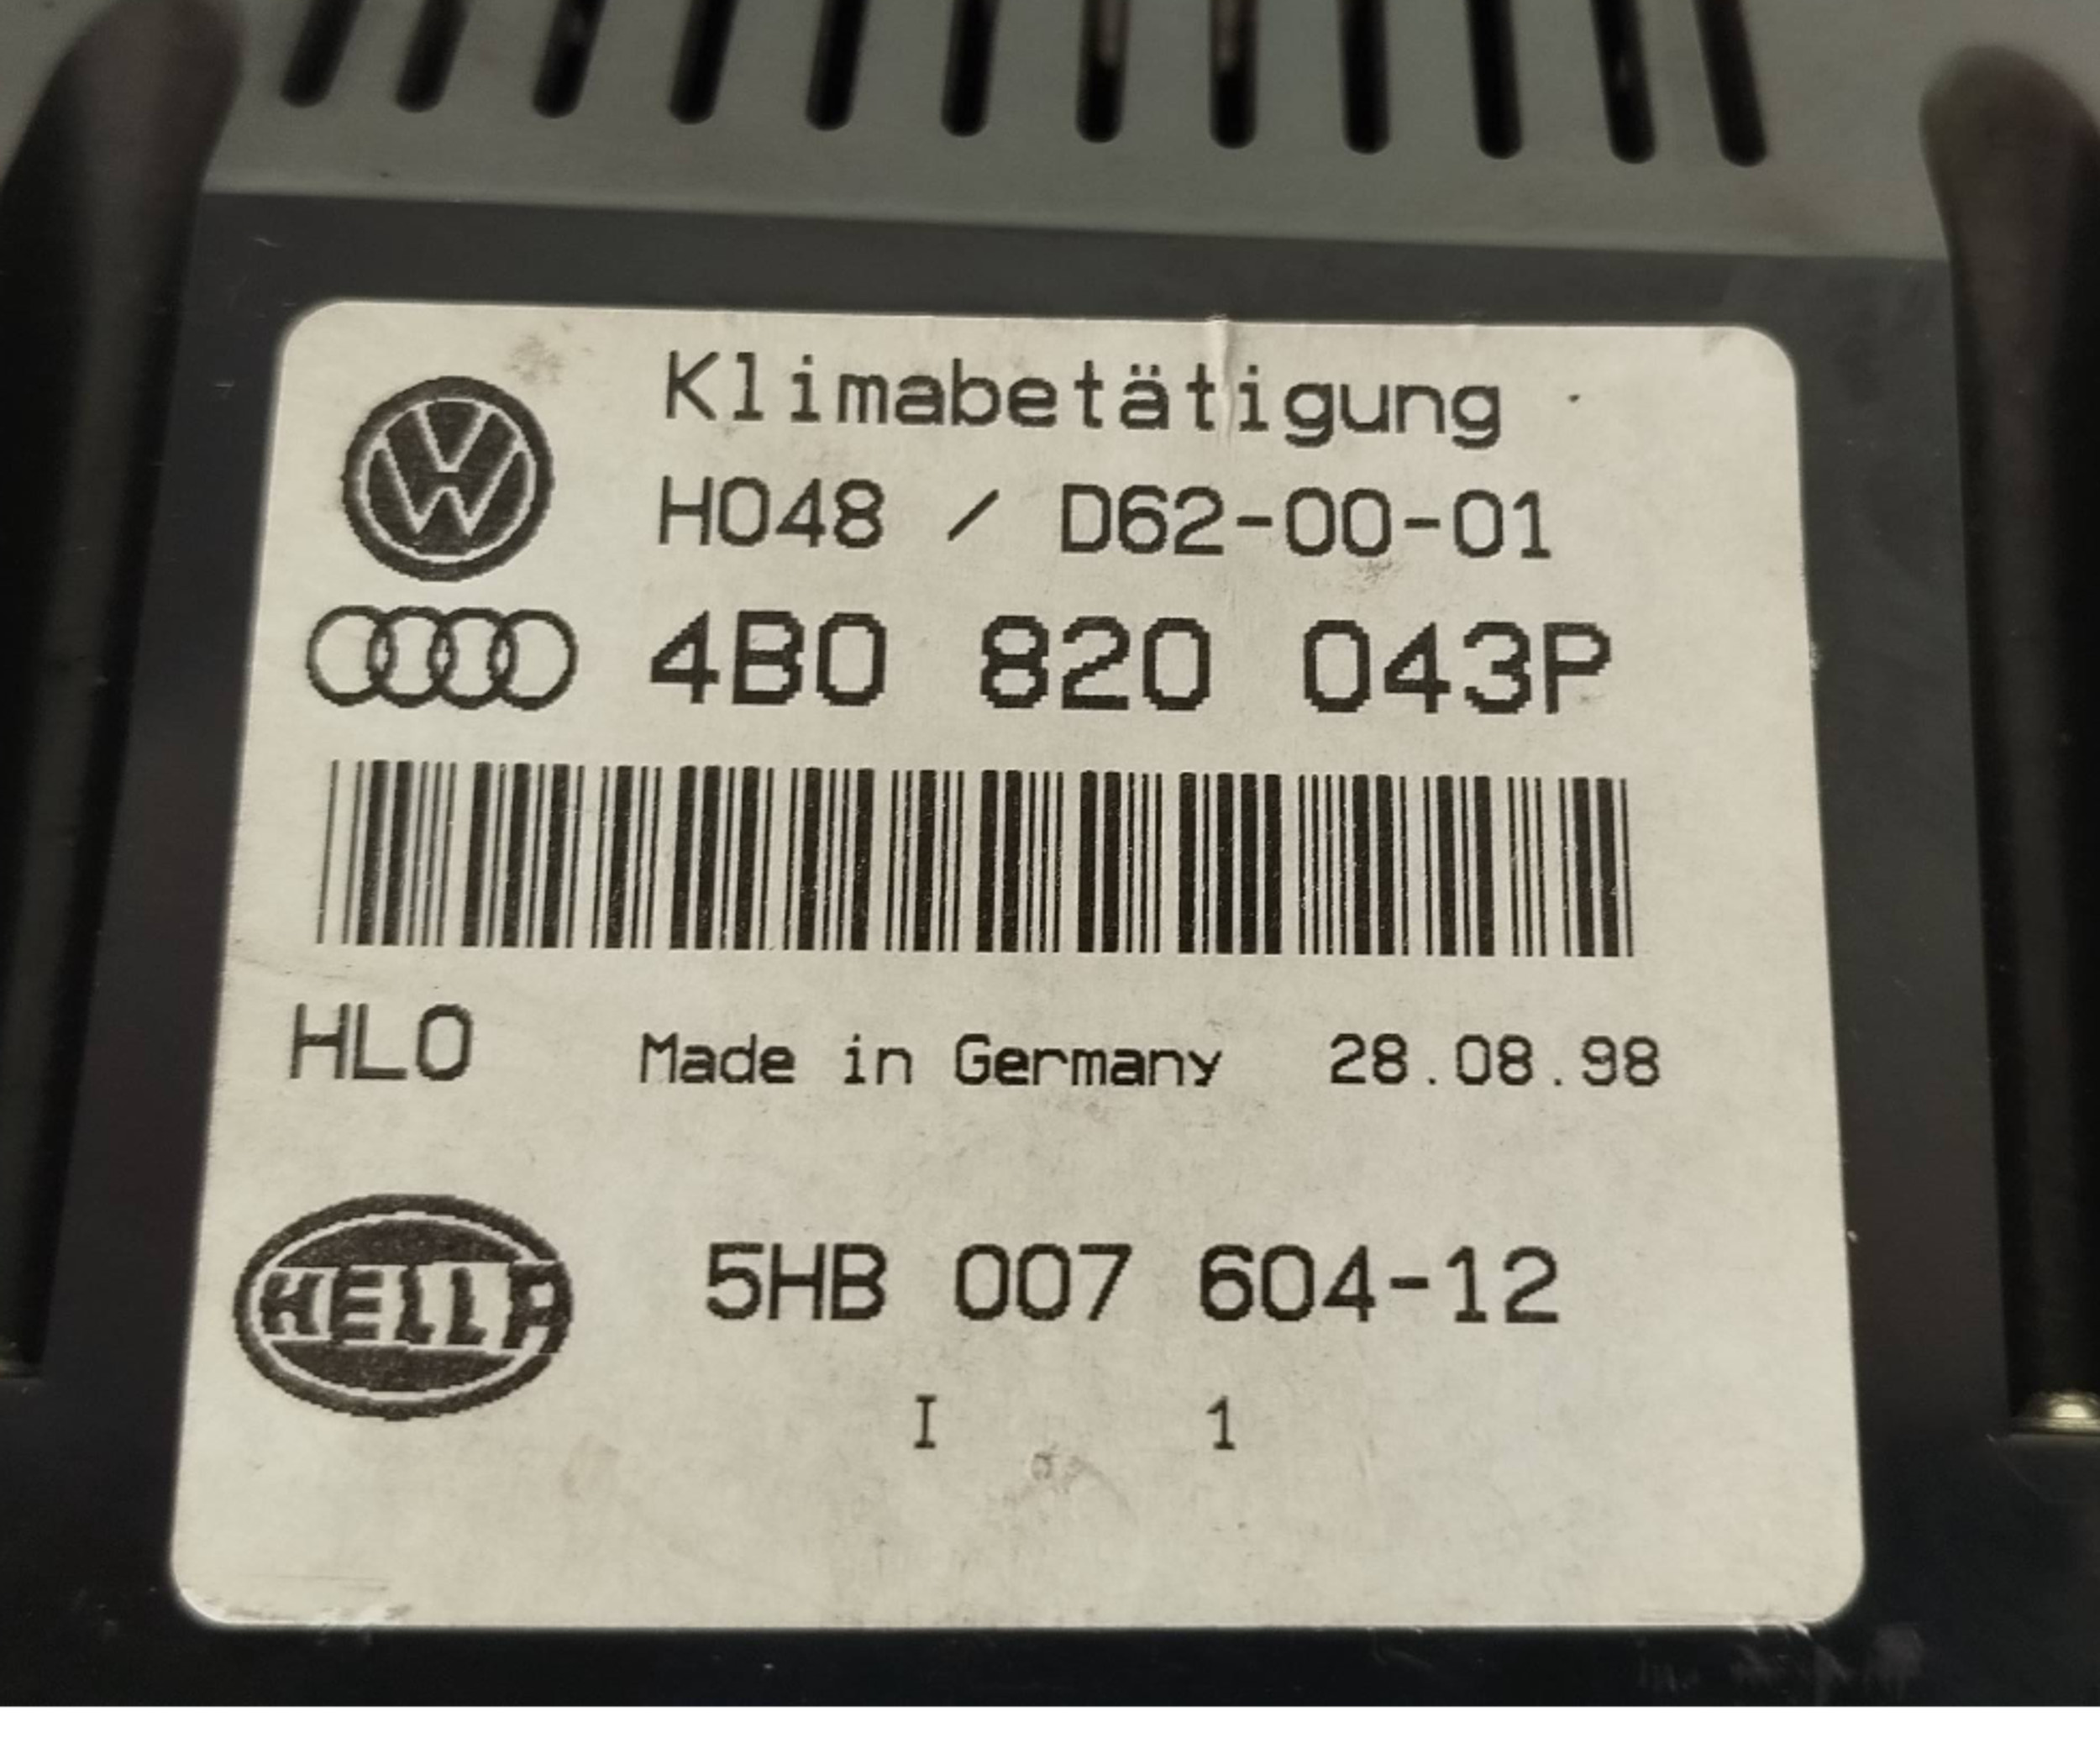 Klimabetätigung
H048 / D62-00-01
4B0 820 043P
HLO Made in Germany 28.08.98
HELLA 5HB 007 604-12
I 1